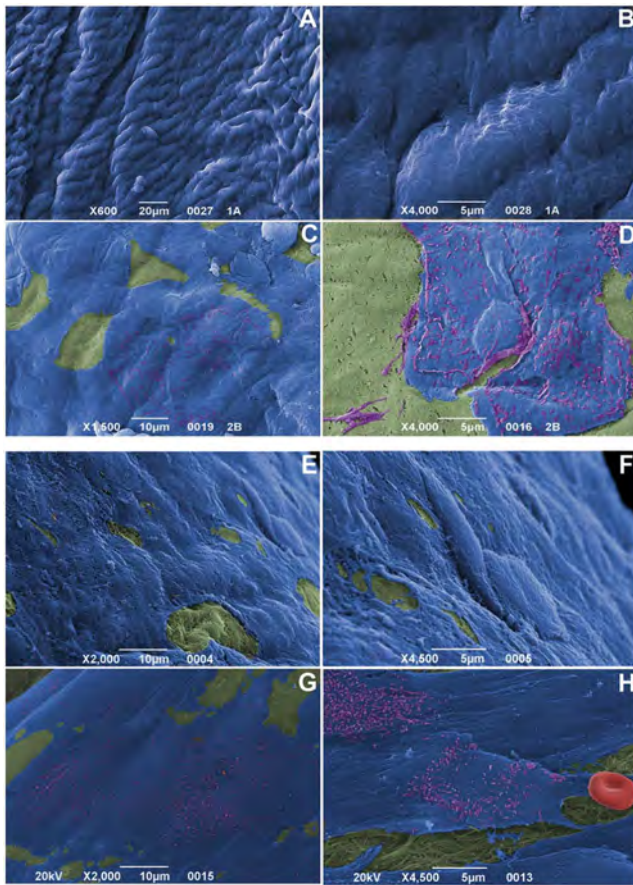 A
X600 20µm 0027 1A
B
X4,000 5µm 0028 1A
C
X1,500 10µm 0019 2B
D
X4,000 5µm 0016 2B
E
X2,000 10µm 0004
F
X4,500 5µm 0005
G
20kV X2,000 10µm 0015
H
20kV X4,500 5µm 0013